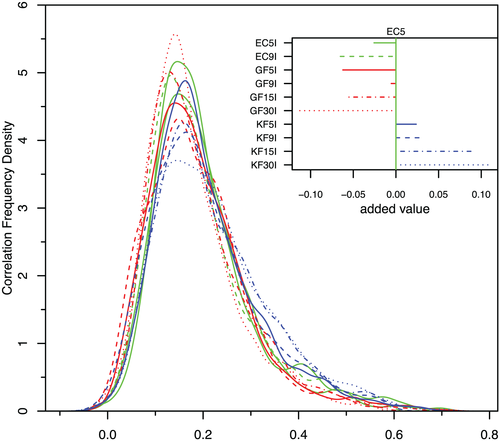 EC5
EC5I
EC9I
GF5I
GF9I
GF15I
GF30I
KF5I
KF9I
KF15I
KF30I
-0.10 -0.05 0.00 0.05 0.10
added value
Correlation Frequency Density
6
5
4
3
2
1
0
0.0 0.2 0.4 0.6 0.8